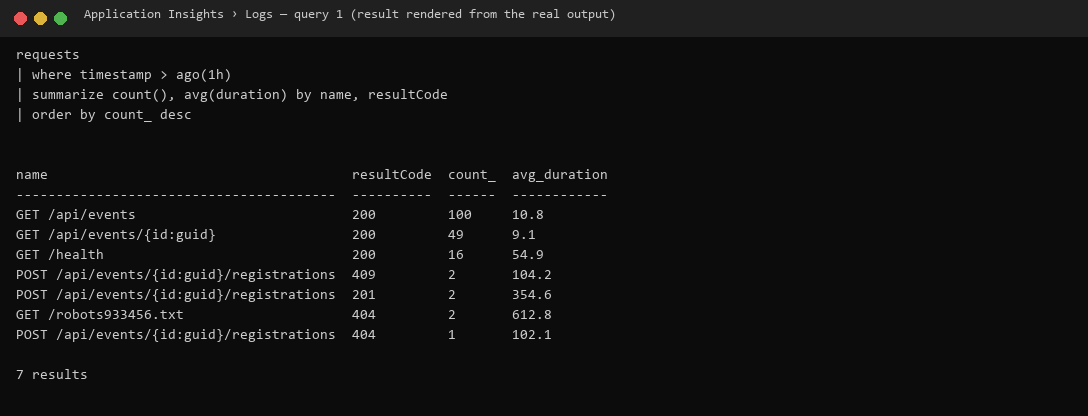 Application Insights › Logs — query 1 (result rendered from the real output)
requests
| where timestamp > ago(1h)
| summarize count(), avg(duration) by name, resultCode
| order by count_ desc
name                                      resultCode  count_  avg_duration
----------------------------------------  ----------  ------  ------------
GET /api/events                           200         100     10.8
GET /api/events/{id:guid}                 200         49      9.1
GET /health                               200         16      54.9
POST /api/events/{id:guid}/registrations  409         2       104.2
POST /api/events/{id:guid}/registrations  201         2       354.6
GET /robots933456.txt                     404         2       612.8
POST /api/events/{id:guid}/registrations  404         1       102.1
7 results